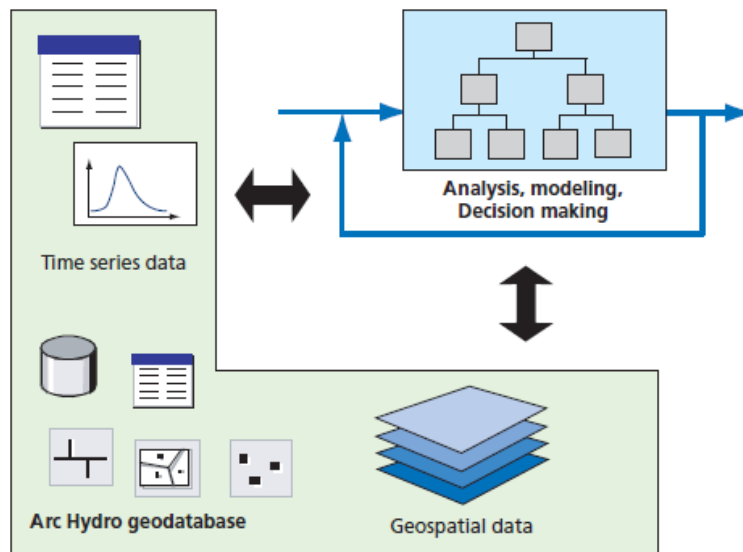 Analysis, modeling,
Decision making
Time series data
Arc Hydro geodatabase
Geospatial data